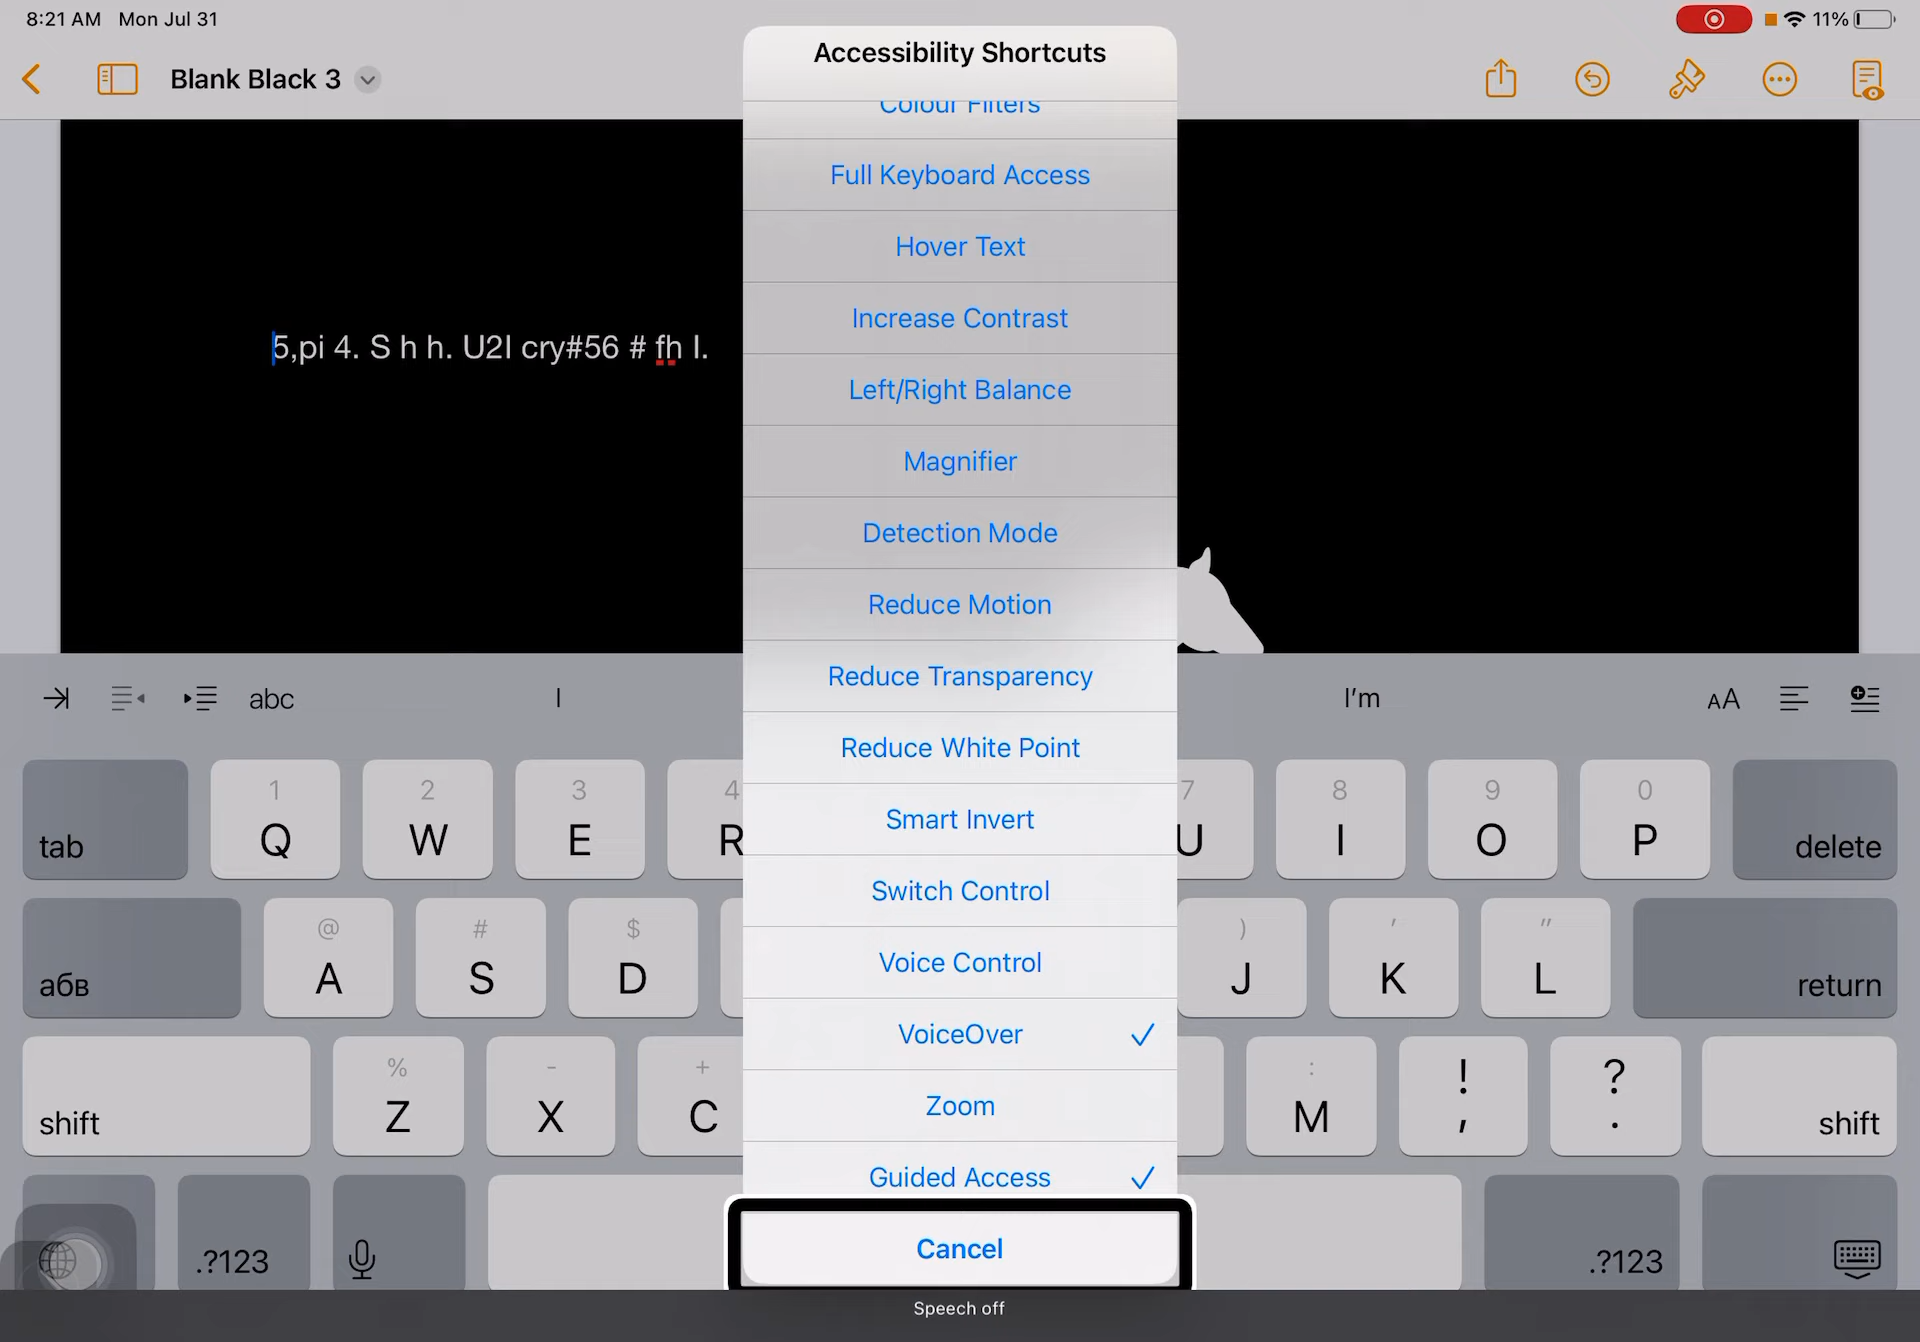 8:21 AM Mon Jul 31
11%
Blank Black 3
Accessibility Shortcuts
Colour Filters
Full Keyboard Access
Hover Text
Increase Contrast
Left/Right Balance
Magnifier
Detection Mode
Reduce Motion
Reduce Transparency
Reduce White Point
Smart Invert
Switch Control
Voice Control
VoiceOver
Zoom
Guided Access
Cancel
Speech off
5,pi 4. S h h. U2I cry#56 # fh I.
abc I I’m AA
1 2 3 4 7 8 9 0
tab Q W E R U I O P delete
@ # $ ) ' "
абв A S D J K L return
% - + :
shift Z X C M ! , ? . shift
.?123 .?123